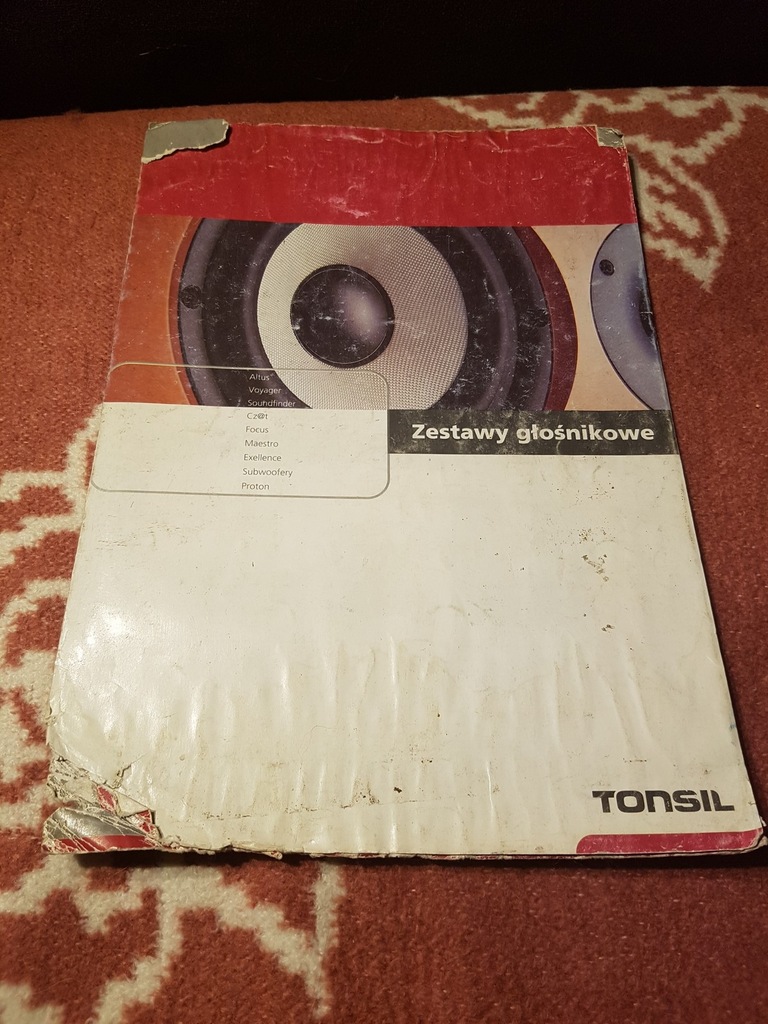 Altus
Voyager
Soundfinder
Cz@t
Focus
Maestro
Exellence
Subwoofery
Proton
Zestawy głośnikowe
TONSIL